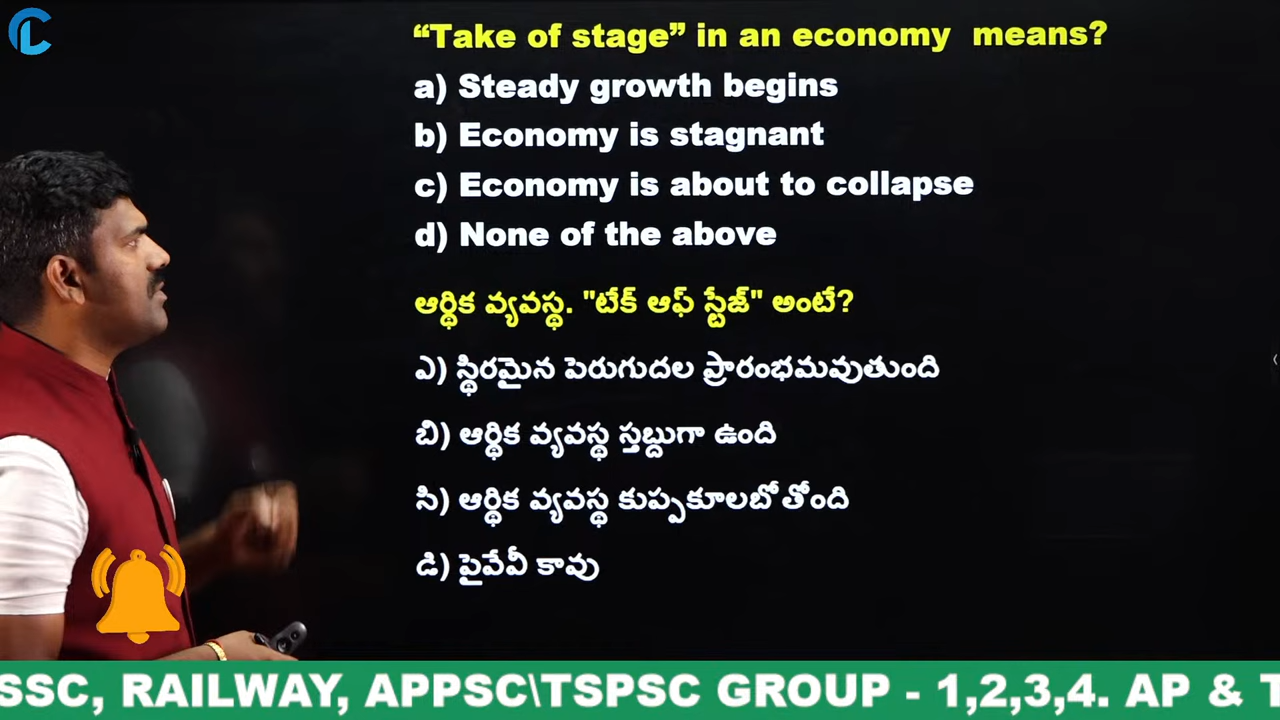 “Take of stage” in an economy means?
a) Steady growth begins
b) Economy is stagnant
c) Economy is about to collapse
d) None of the above
ఆర్థిక వ్యవస్థ. "టేక్ ఆఫ్ స్టేజ్" అంటే?
ఎ) స్థిరమైన పెరుగుదల ప్రారంభమవుతుంది
బి) ఆర్థిక వ్యవస్థ స్తబ్దుగా ఉంది
సి) ఆర్థిక వ్యవస్థ కుప్పకూలబోతోంది
డి) పైవేవీ కావు
SSC, RAILWAY, APPSC\TSPSC GROUP - 1,2,3,4. AP & T